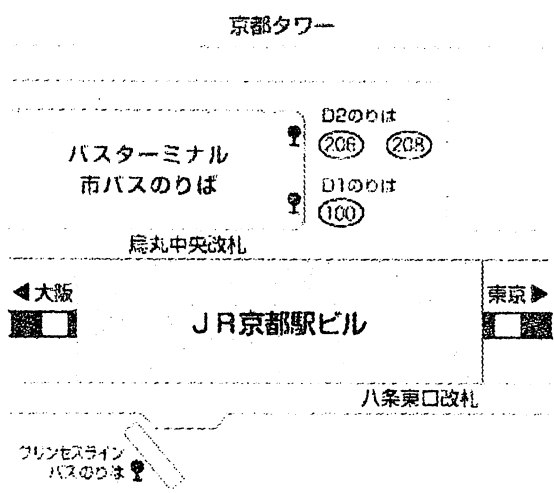 京都タワー
D2のりば
206 208
バスターミナル
市バスのりば
D1のりば
100
烏丸中央改札
◀大阪
JR京都駅ビル
東京▶
八条東口改札
プリンセスライン
バスのりば